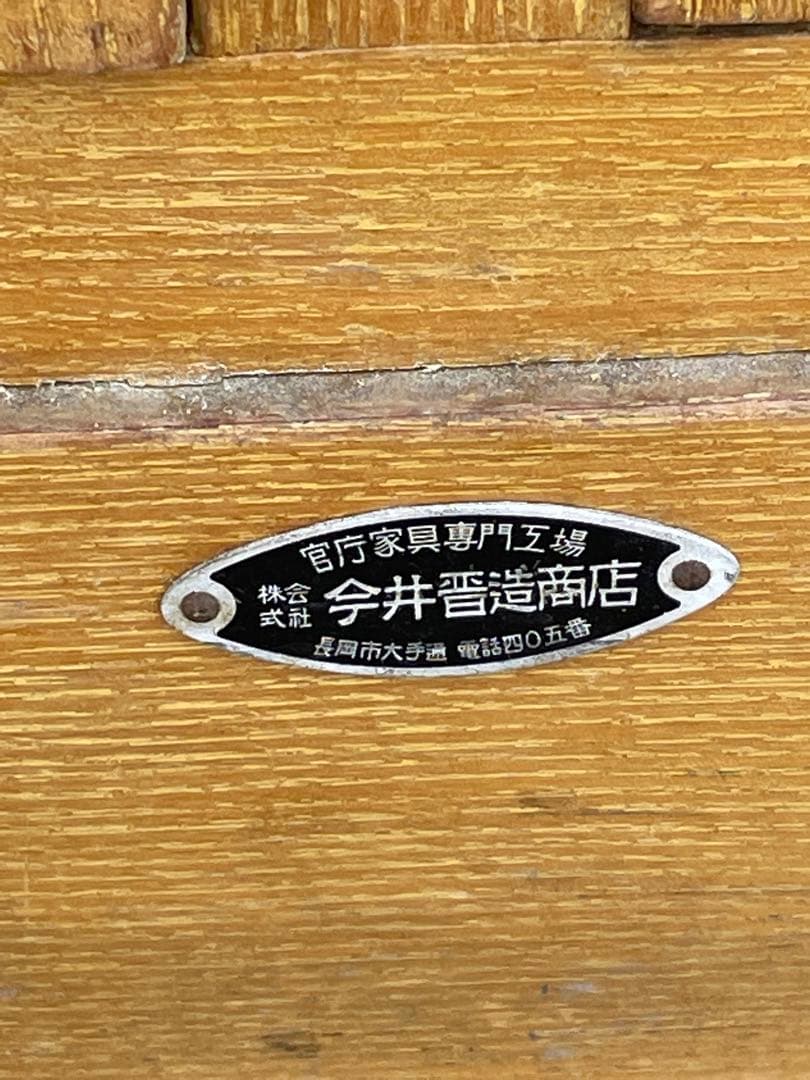 官庁家具専門工場
株式会社 今井晋造商店
長岡市大手通 電話四〇五番